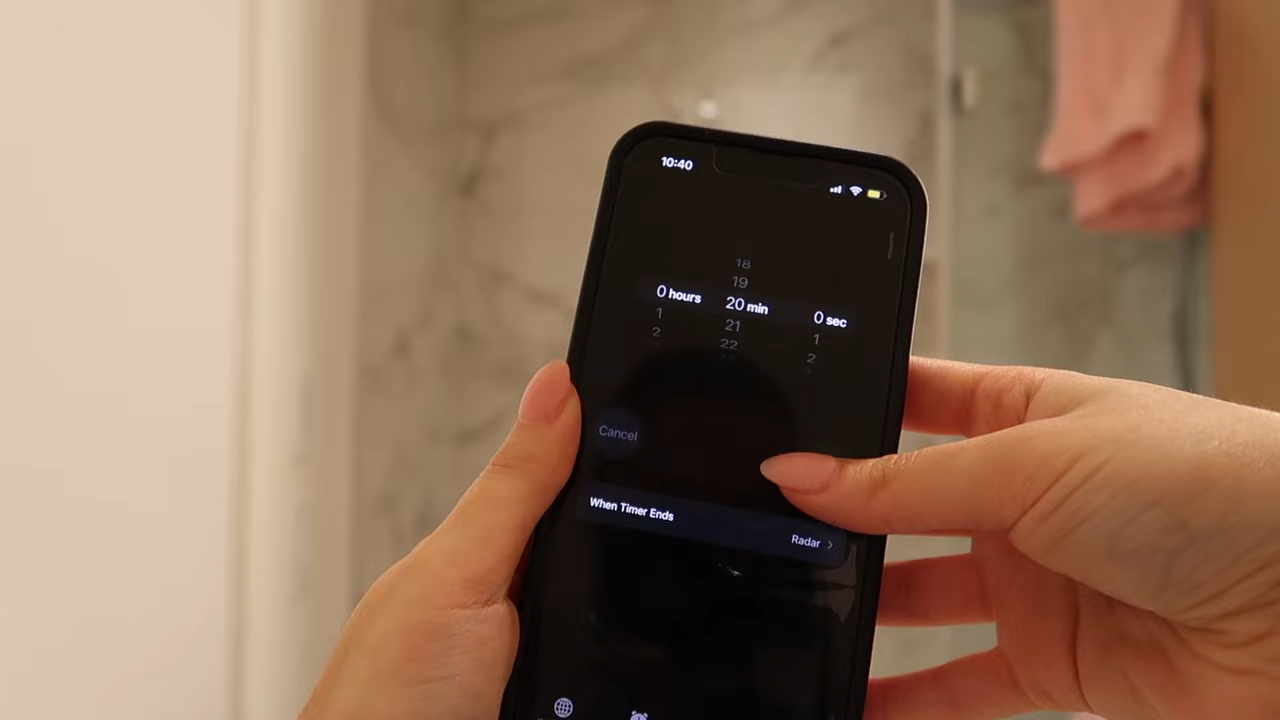 10:40
18
19
0 hours 20 min 0 sec
1 21 1
2 22 2
Cancel
When Timer Ends
Radar